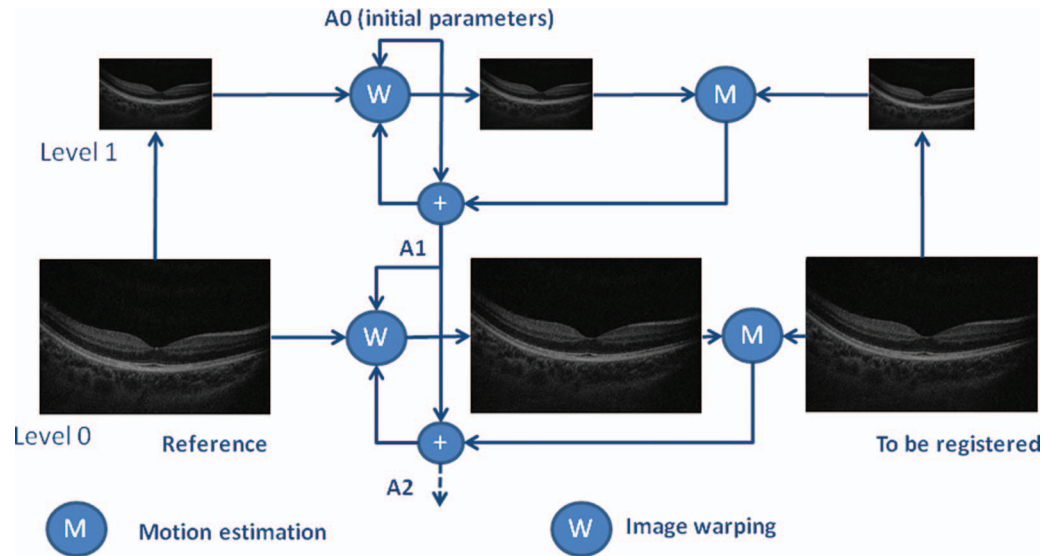 A0 (initial parameters)
W
M
Level 1
+
A1
W
M
Level 0
Reference
+
To be registered
A2
M
Motion estimation
W
Image warping